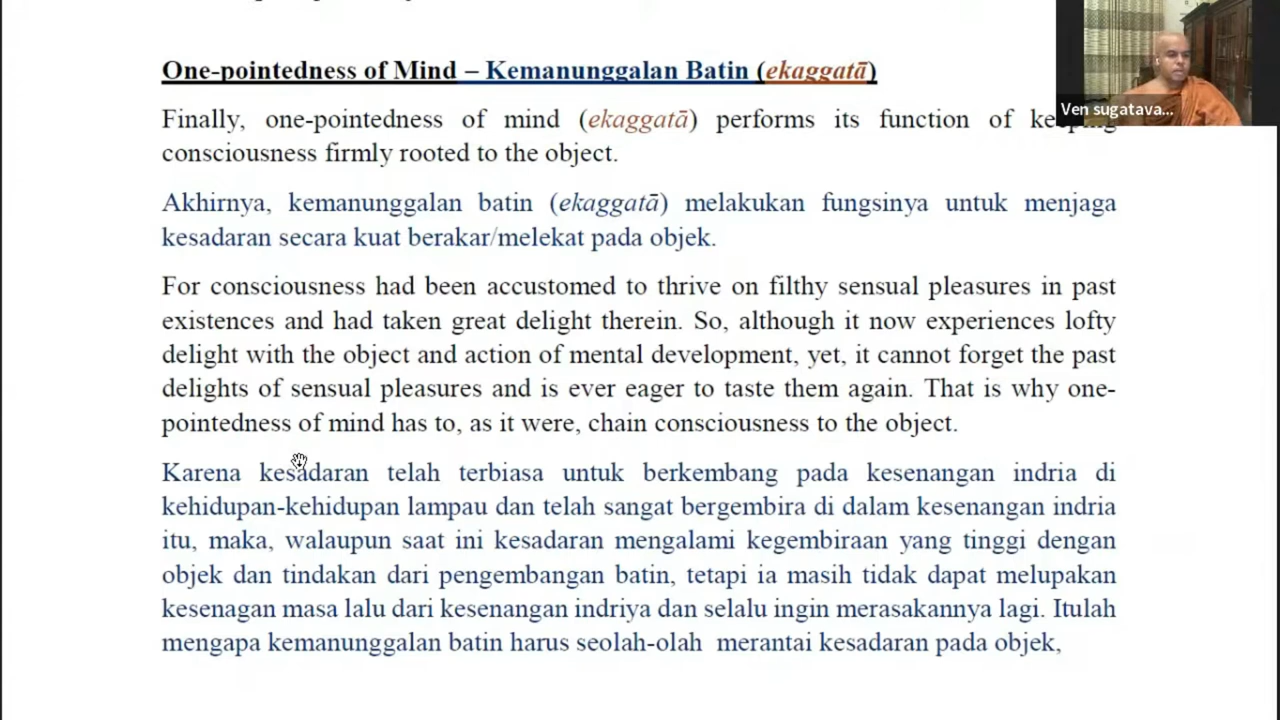 One-pointedness of Mind – Kemanunggalan Batin (ekaggatā)
Ven sugatava...
Finally, one-pointedness of mind (ekaggatā) performs its function of keeping
consciousness firmly rooted to the object.
Akhirnya, kemanunggalan batin (ekaggatā) melakukan fungsinya untuk menjaga
kesadaran secara kuat berakar/melekat pada objek.
For consciousness had been accustomed to thrive on filthy sensual pleasures in past
existences and had taken great delight therein. So, although it now experiences lofty
delight with the object and action of mental development, yet, it cannot forget the past
delights of sensual pleasures and is ever eager to taste them again. That is why one-
pointedness of mind has to, as it were, chain consciousness to the object.
Karena kesadaran telah terbiasa untuk berkembang pada kesenangan indria di
kehidupan-kehidupan lampau dan telah sangat bergembira di dalam kesenangan indria
itu, maka, walaupun saat ini kesadaran mengalami kegembiraan yang tinggi dengan
objek dan tindakan dari pengembangan batin, tetapi ia masih tidak dapat melupakan
kesenagan masa lalu dari kesenangan indriya dan selalu ingin merasakannya lagi. Itulah
mengapa kemanunggalan batin harus seolah-olah merantai kesadaran pada objek,